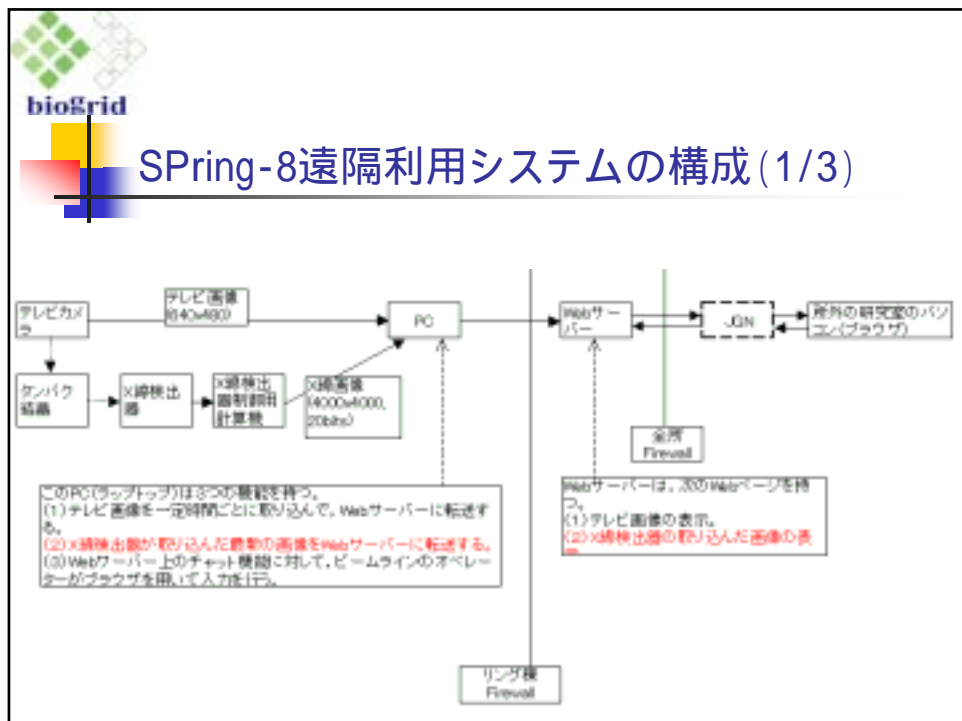 biogrid
SPring-8遠隔利用システムの構成(1/3)
テレビカメ
ラ
テレビ画像
(640x480)
PC
Webサー
バー
JGN
所外の研究室のパソ
コン(ブラウザ)
タンパク
結晶
X線検出
器
X線検出
器制御用
計算機
X線画像
(4000x4000,
20bits)
全所
Firewall
このPC(ラップトップ)は3つの機能を持つ。
(1)テレビ画像を一定時間ごとに取り込んで、Webサーバーに転送す
る。
(2)X線検出器が取り込んだ最新の画像をWebサーバーに転送する。
(3)Webサーバー上のチャット機能に対して、ビームラインのオペレー
ターがブラウザを用いて入力を行う。
Webサーバーは、次のWebページを持
つ。
(1)テレビ画像の表示。
(2)X線検出器の取り込んだ画像の表
リング棟
Firewall